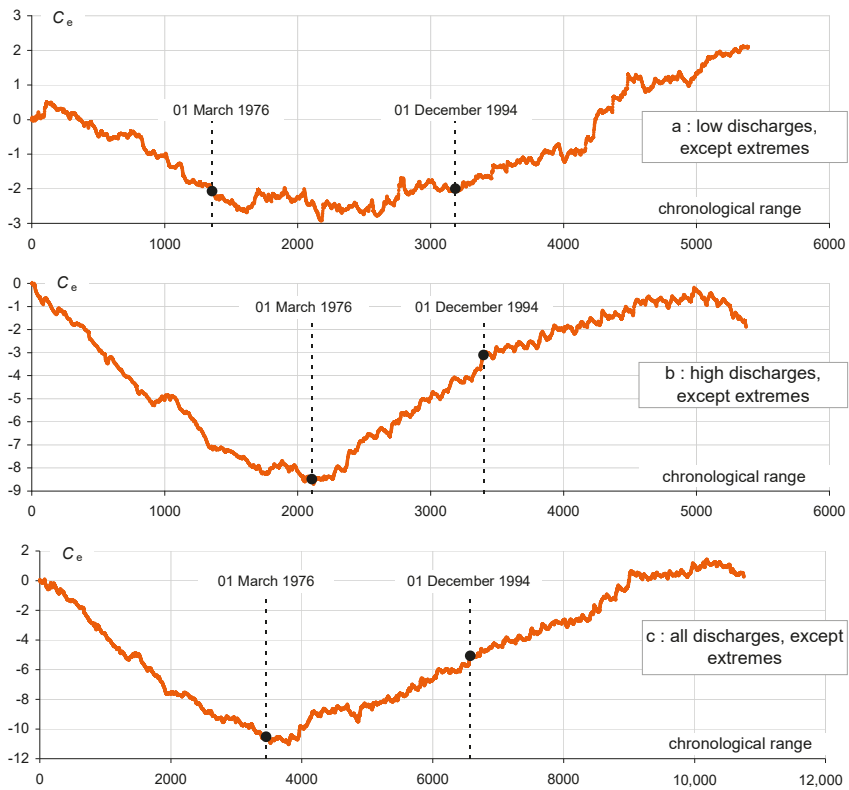 3
C e
2
01 March 1976
01 December 1994
1
a : low discharges,
except extremes
0
-1
-2
chronological range
-3
0 1000 2000 3000 4000 5000 6000
0
C e
-1
01 March 1976
01 December 1994
-2
-3
b : high discharges,
except extremes
-4
-5
-6
-7
-8
chronological range
-9
0 1000 2000 3000 4000 5000 6000
2
C e
0
01 March 1976
01 December 1994
-2
c : all discharges, except
extremes
-4
-6
-8
-10
chronological range
-12
0 2000 4000 6000 8000 10,000 12,000